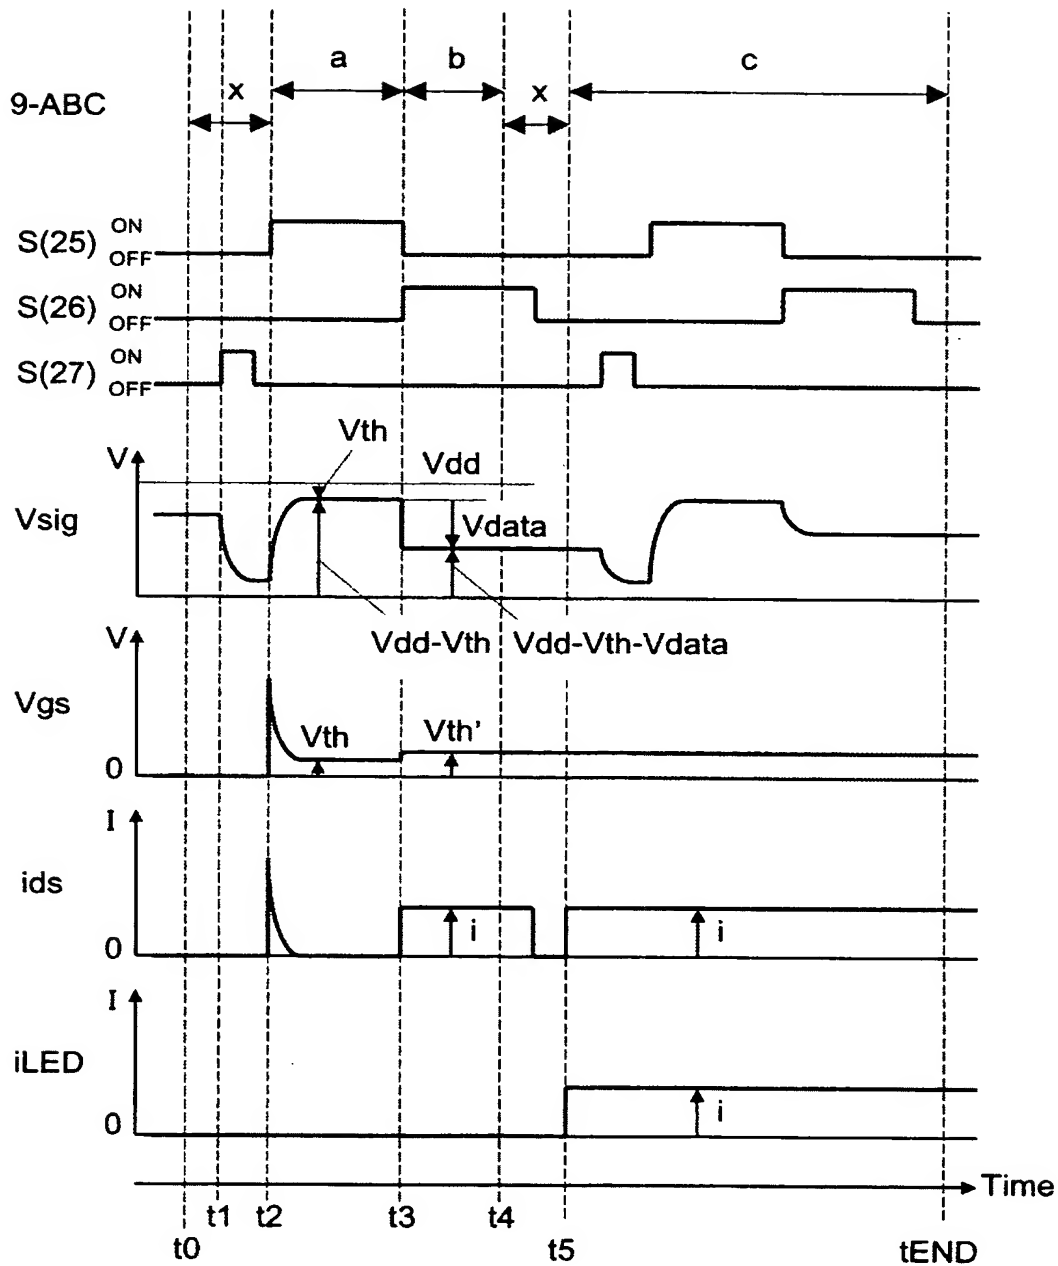 a
b
c
x
x
9-ABC
S(25) ON
OFF
S(26) ON
OFF
S(27) ON
OFF
V
Vth
Vdd
Vsig
Vdata
Vdd-Vth
Vdd-Vth-Vdata
V
Vgs
Vth
Vth'
0
I
ids
i
i
0
I
iLED
i
0
Time
t1
t2
t3
t4
t0
t5
tEND